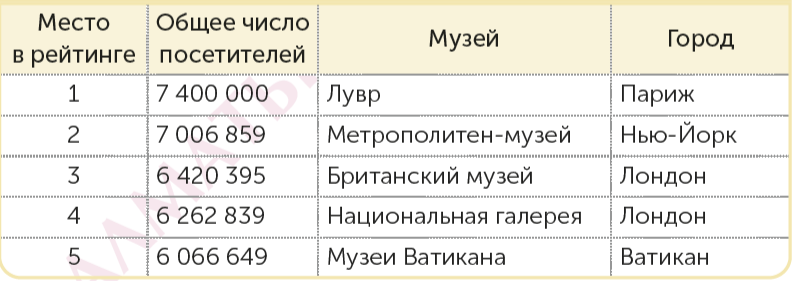 Место в рейтинге Общее число посетителей Музей Город
1 7 400 000 Лувр Париж
2 7 006 859 Метрополитен-музей Нью-Йорк
3 6 420 395 Британский музей Лондон
4 6 262 839 Национальная галерея Лондон
5 6 066 649 Музеи Ватикана Ватикан
АЛМАТЫ